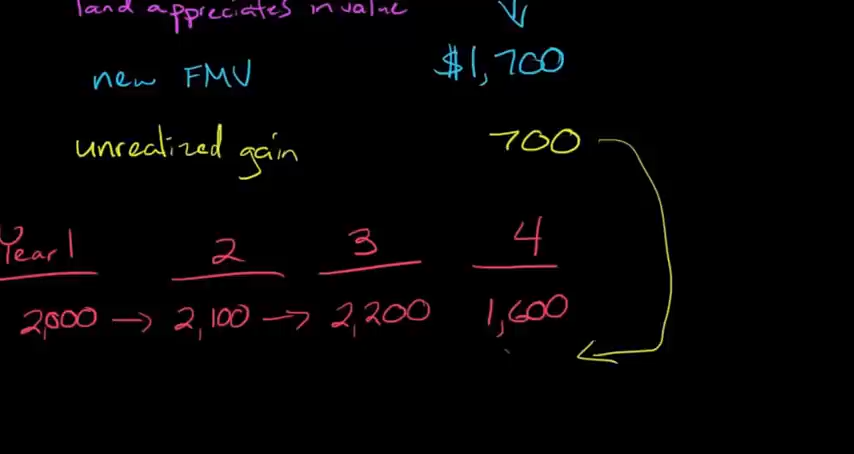 land appreciates in value
new FMV $1,700
unrealized gain 700
Year 1 2 3 4
2,000 → 2,100 → 2,200 1,600